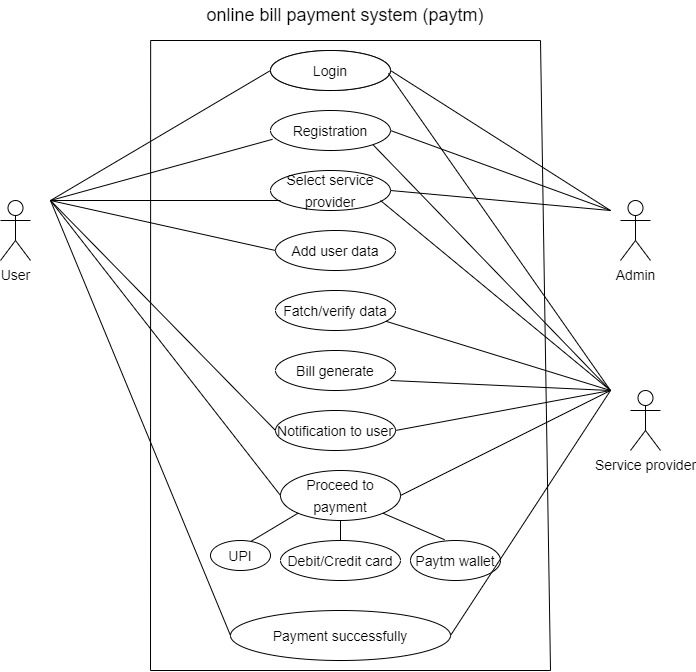 online bill payment system (paytm)
Login
Registration
Select service
provider
Add user data
User
Admin
Fatch/verify data
Bill generate
Notification to user
Service provider
Proceed to
payment
UPI
Debit/Credit card
Paytm wallet
Payment successfully